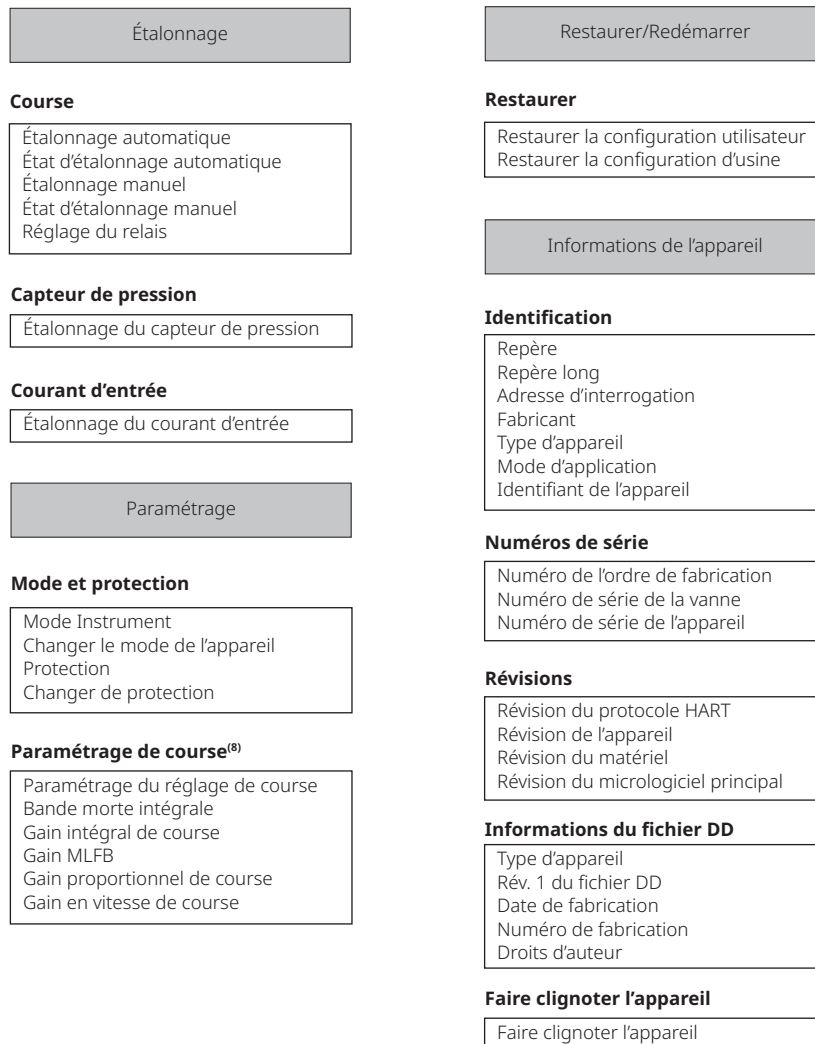 Étalonnage
Course
Étalonnage automatique
État d’étalonnage automatique
Étalonnage manuel
État d’étalonnage manuel
Réglage du relais
Capteur de pression
Étalonnage du capteur de pression
Courant d’entrée
Étalonnage du courant d’entrée
Paramétrage
Mode et protection
Mode Instrument
Changer le mode de l’appareil
Protection
Changer de protection
Paramétrage de course(8)
Paramétrage du réglage de course
Bande morte intégrale
Gain intégral de course
Gain MLFB
Gain proportionnel de course
Gain en vitesse de course
Restaurer/Redémarrer
Restaurer
Restaurer la configuration utilisateur
Restaurer la configuration d’usine
Informations de l’appareil
Identification
Repère
Repère long
Adresse d’interrogation
Fabricant
Type d’appareil
Mode d’application
Identifiant de l’appareil
Numéros de série
Numéro de l’ordre de fabrication
Numéro de série de la vanne
Numéro de série de l’appareil
Révisions
Révision du protocole HART
Révision de l’appareil
Révision du matériel
Révision du micrologiciel principal
Informations du fichier DD
Type d’appareil
Rév. 1 du fichier DD
Date de fabrication
Numéro de fabrication
Droits d’auteur
Faire clignoter l’appareil
Faire clignoter l’appareil